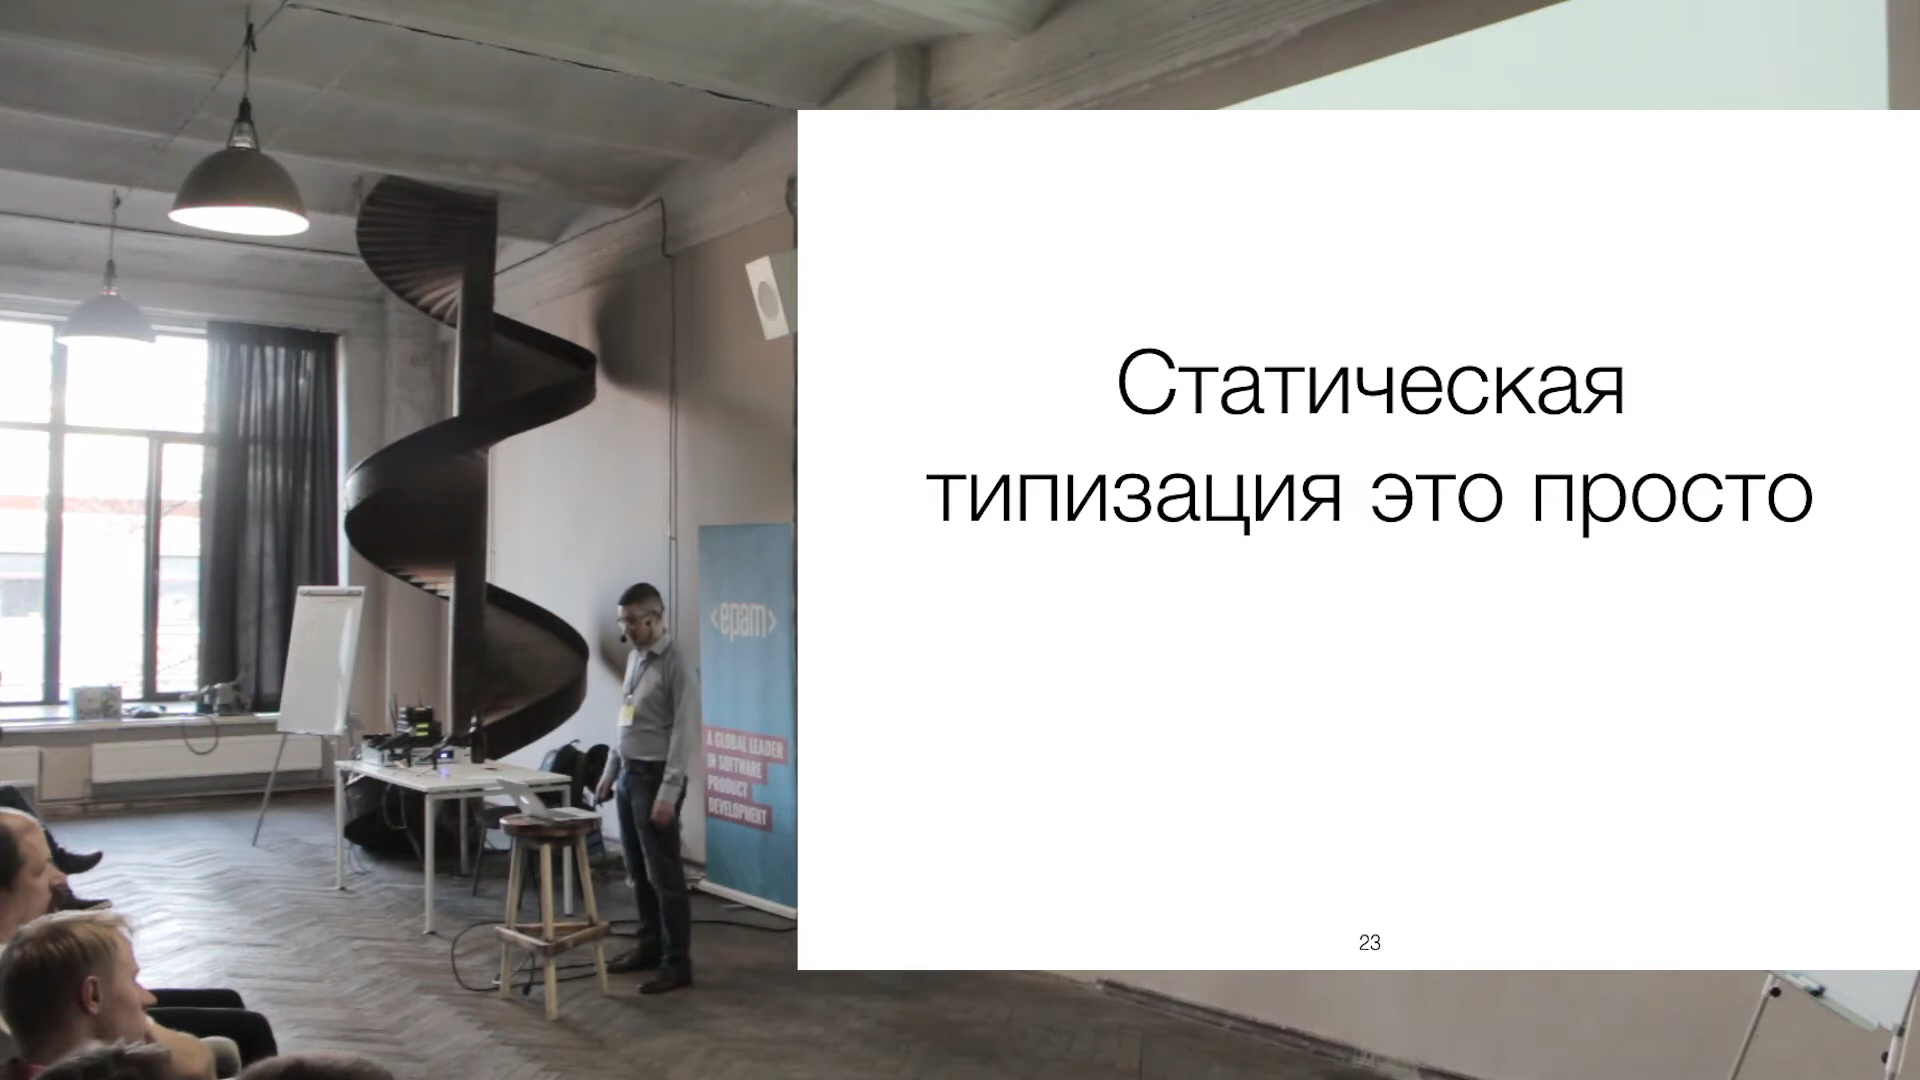 Статическая
типизация это просто
23
<epam>
A GLOBAL LEADER
IN SOFTWARE
PRODUCT
DEVELOPMENT